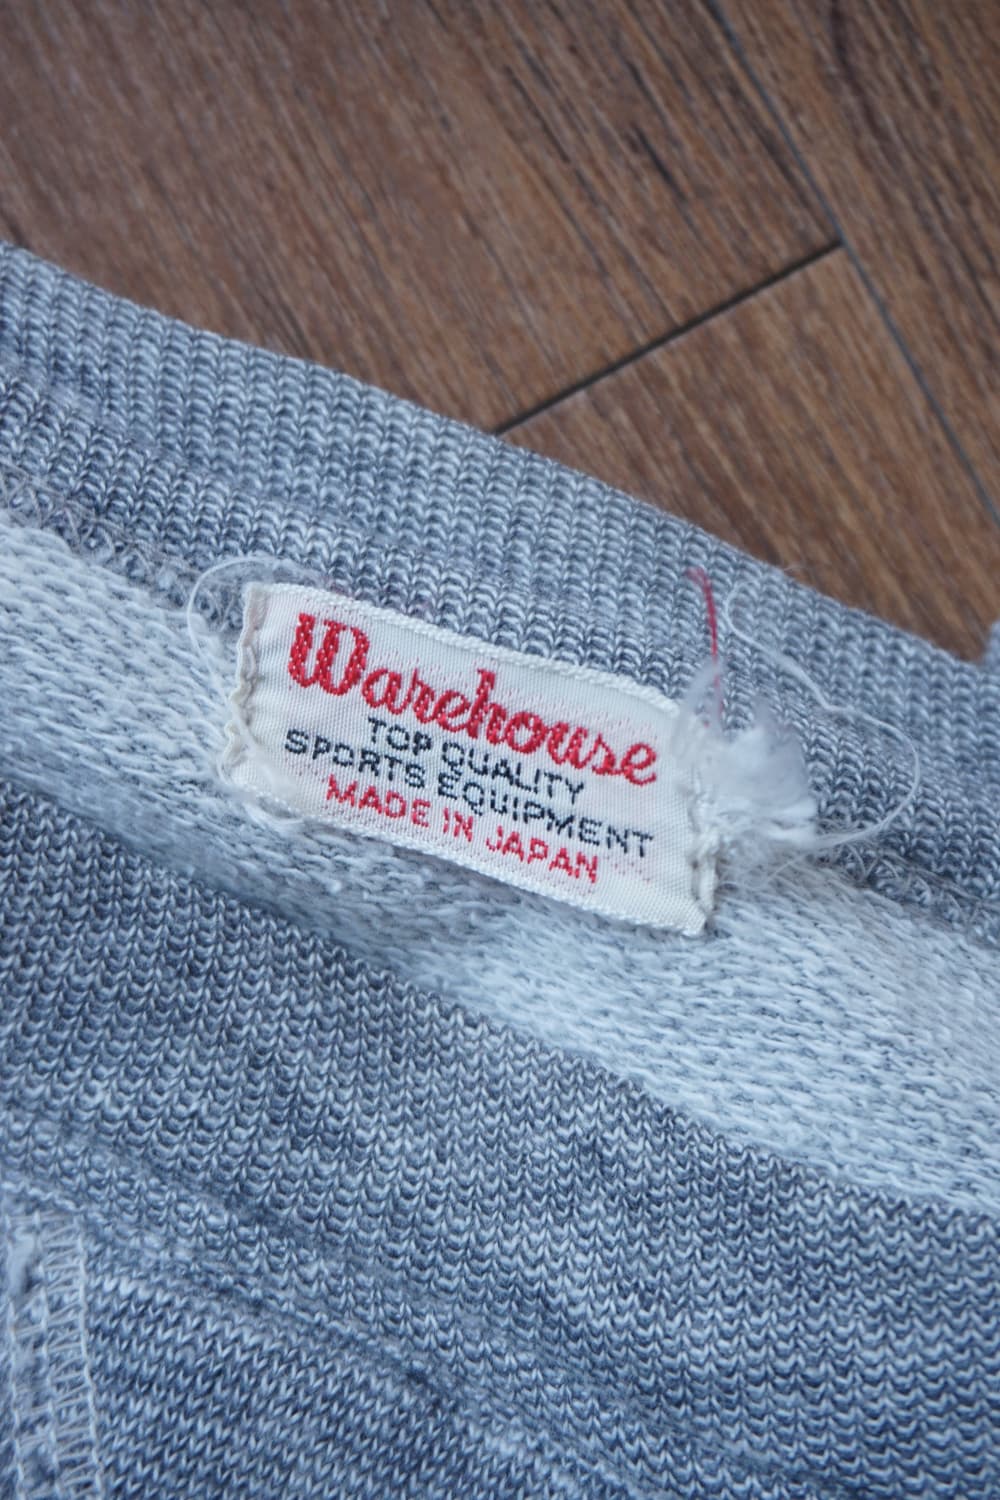 Warehouse
TOP QUALITY
SPORTS EQUIPMENT
MADE IN JAPAN